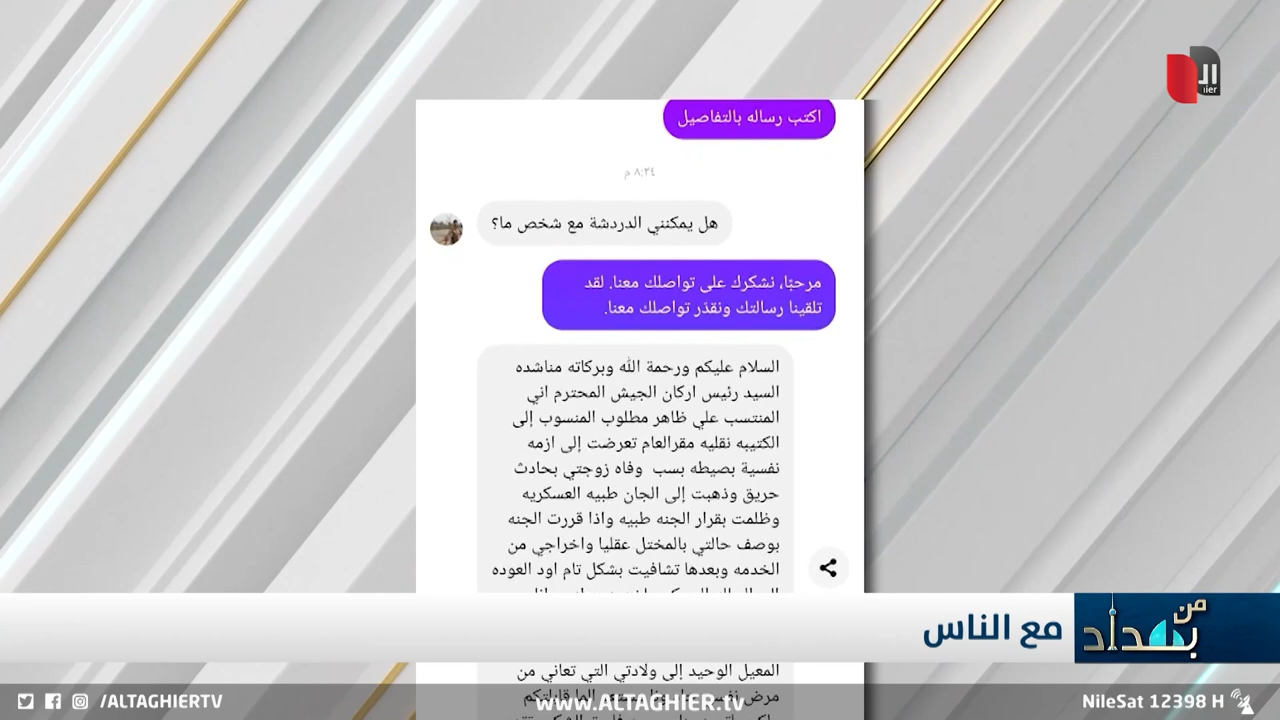 الـ
ıier
اكتب رساله بالتفاصيل
٨:٣٤ م
هل يمكنني الدردشة مع شخص ما؟
مرحبًا، نشكرك على تواصلك معنا. لقد
تلقينا رسالتك ونقدّر تواصلك معنا.
السلام عليكم ورحمة الله وبركاته مناشده
السيد رئيس اركان الجيش المحترم اني
المنتسب علي ظاهر مطلوب المنسوب إلى
الكتيبه نقليه مقرالعام تعرضت إلى ازمه
نفسية بصيطه بسب وفاه زوجتي بحادث
حريق وذهبت إلى الجان طبيه العسكريه
وظلمت بقرار الجنه طبيه واذا قررت الجنه
بوصف حالتي بالمختل عقليا واخراجي من
الخدمه وبعدها تشافيت بشكل تام اود العوده
من بغداد
مع الناس
المعيل الوحيد إلى ولادتي التي تعاني من
مرض
/ALTAGHIERTV
WWW.ALTAGHIER.tv
NileSat 12398 H